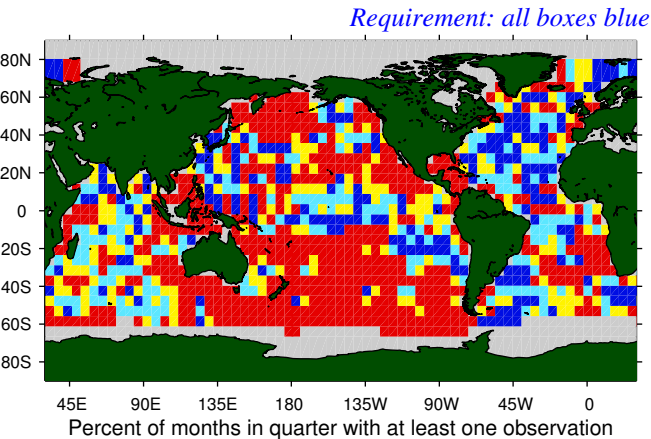 Requirement: all boxes blue
80N
60N
40N
20N
0
20S
40S
60S
80S
45E 90E 135E 180 135W 90W 45W 0
Percent of months in quarter with at least one observation